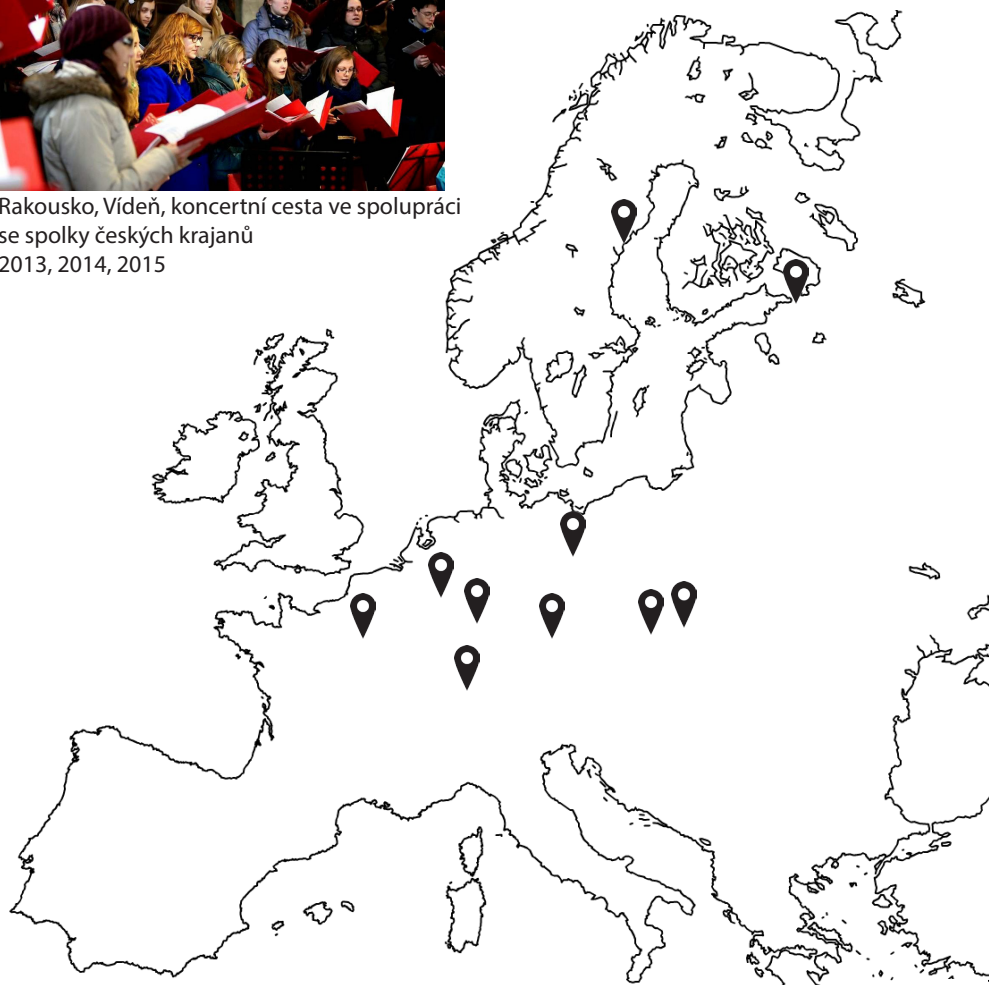 Rakousko, Vídeň, koncertní cesta ve spolupráci
se spolky českých krajanů
2013, 2014, 2015